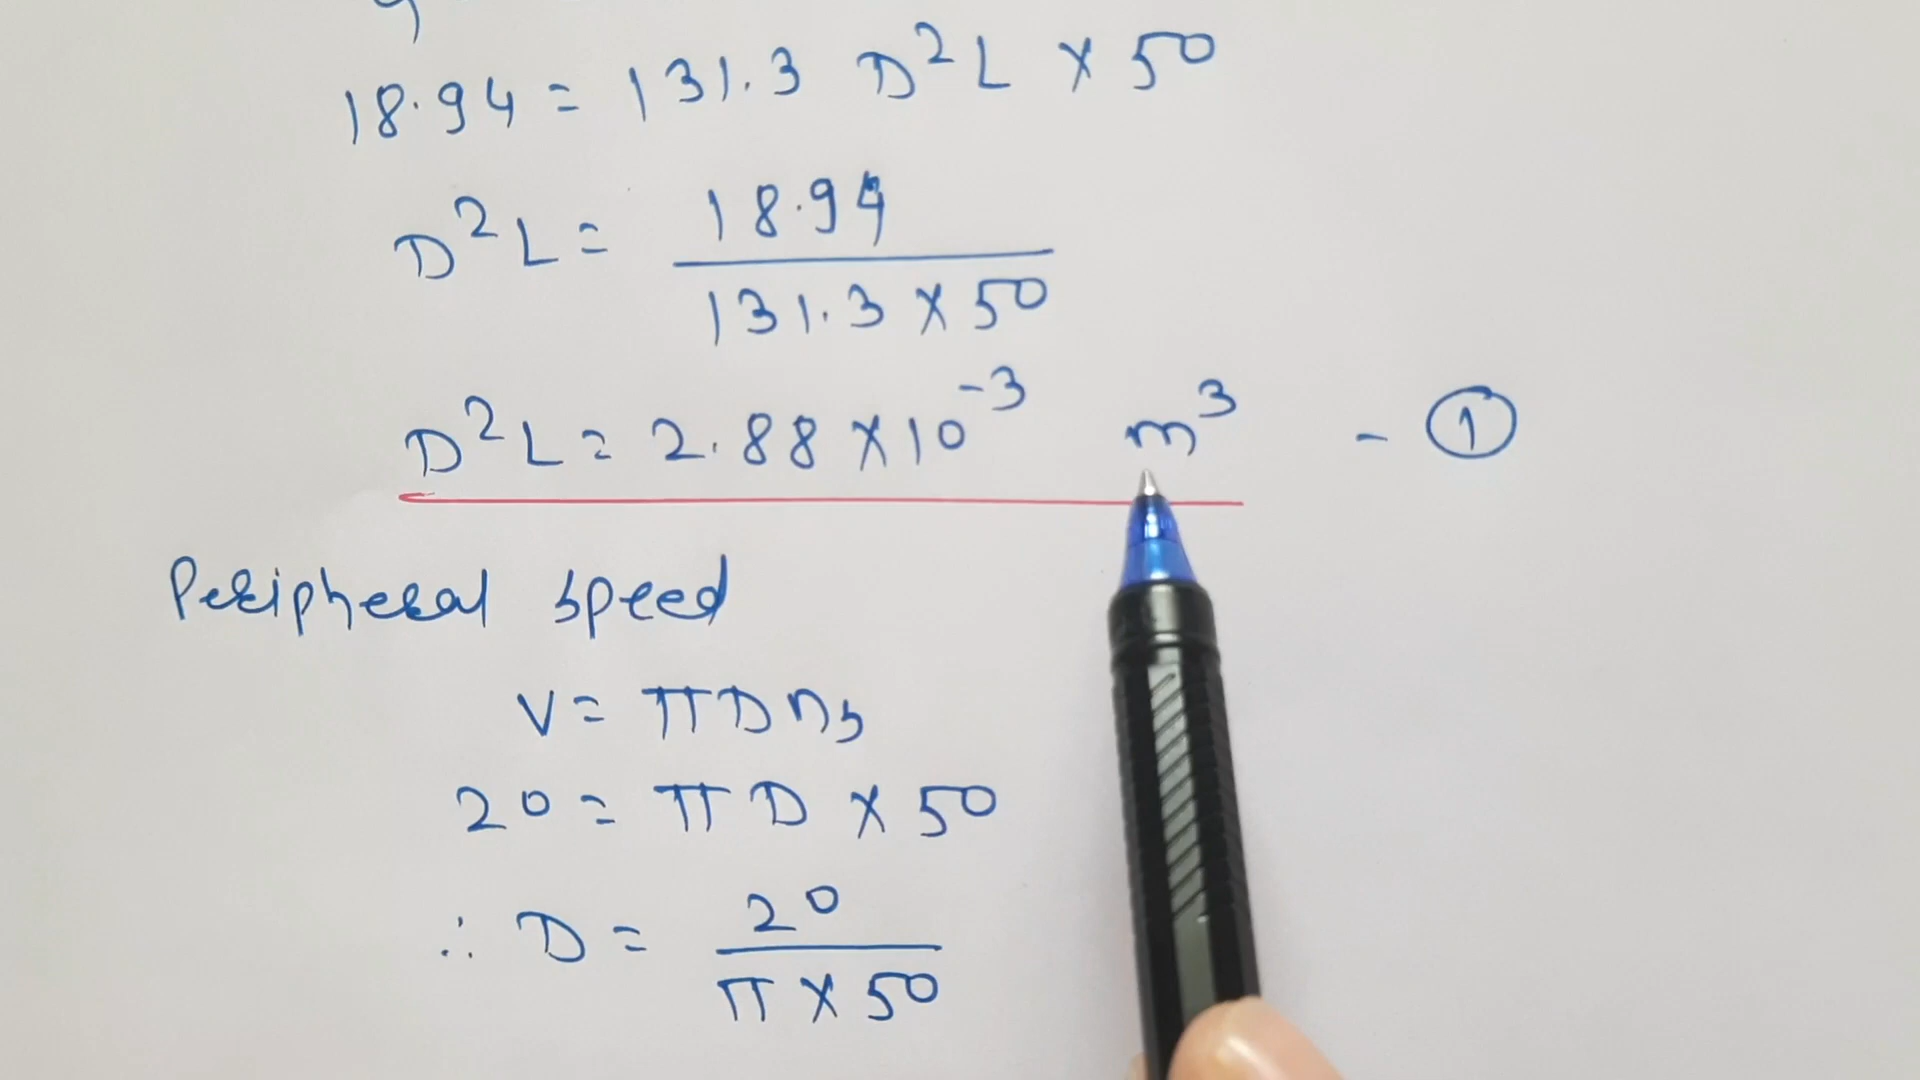 18.94 = 131.3 D²L × 50
D²L = 18.94 / 131.3 × 50
D²L = 2.88 × 10⁻³ m³ - ①
Peripheral speed
V = πDns
20 = πD × 50
∴ D = 20 / π × 50